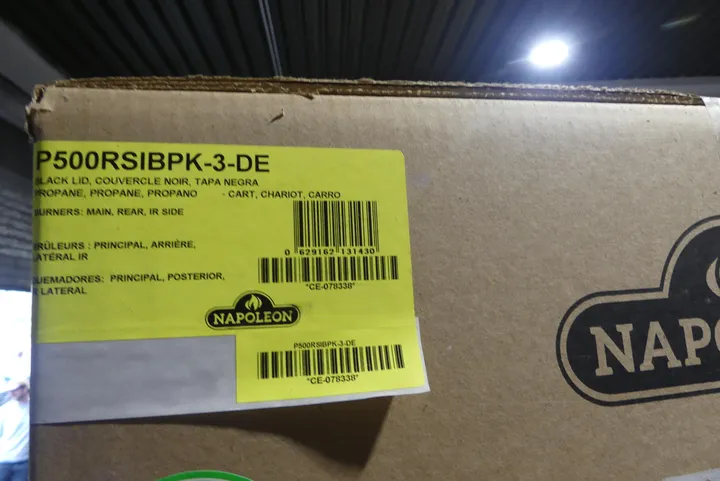 P500RSIBPK-3-DE
BLACK LID, COUVERCLE NOIR, TAPA NEGRA
PROPANE, PROPANE, PROPANO - CART, CHARIOT, CARRO
BURNERS: MAIN, REAR, IR SIDE
BRÛLEURS : PRINCIPAL, ARRIÈRE,
LATÉRAL IR
QUEMADORES: PRINCIPAL, POSTERIOR,
R LATERAL
0 629162 131430
*CE-078338*
NAPOLEON
P500RSIBPK-3-DE
*CE-078338*
NAPO